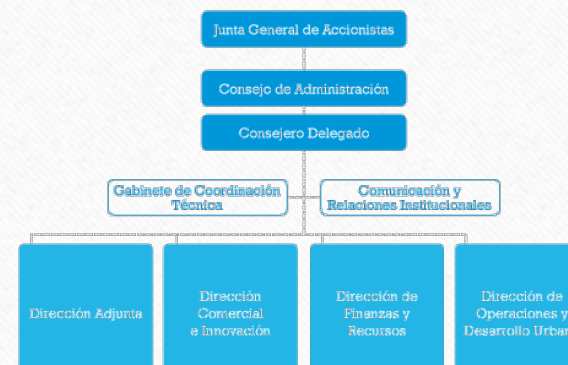 Junta General de Accionistas
Consejo de Administración
Consejero Delegado
Gabinete de Coordinación
Técnica
Comunicación y
Relaciones Institucionales
Dirección Adjunta
Dirección
Comercial
e Innovación
Dirección de
Finanzas y
Recursos
Dirección de
Operaciones y
Desarrollo